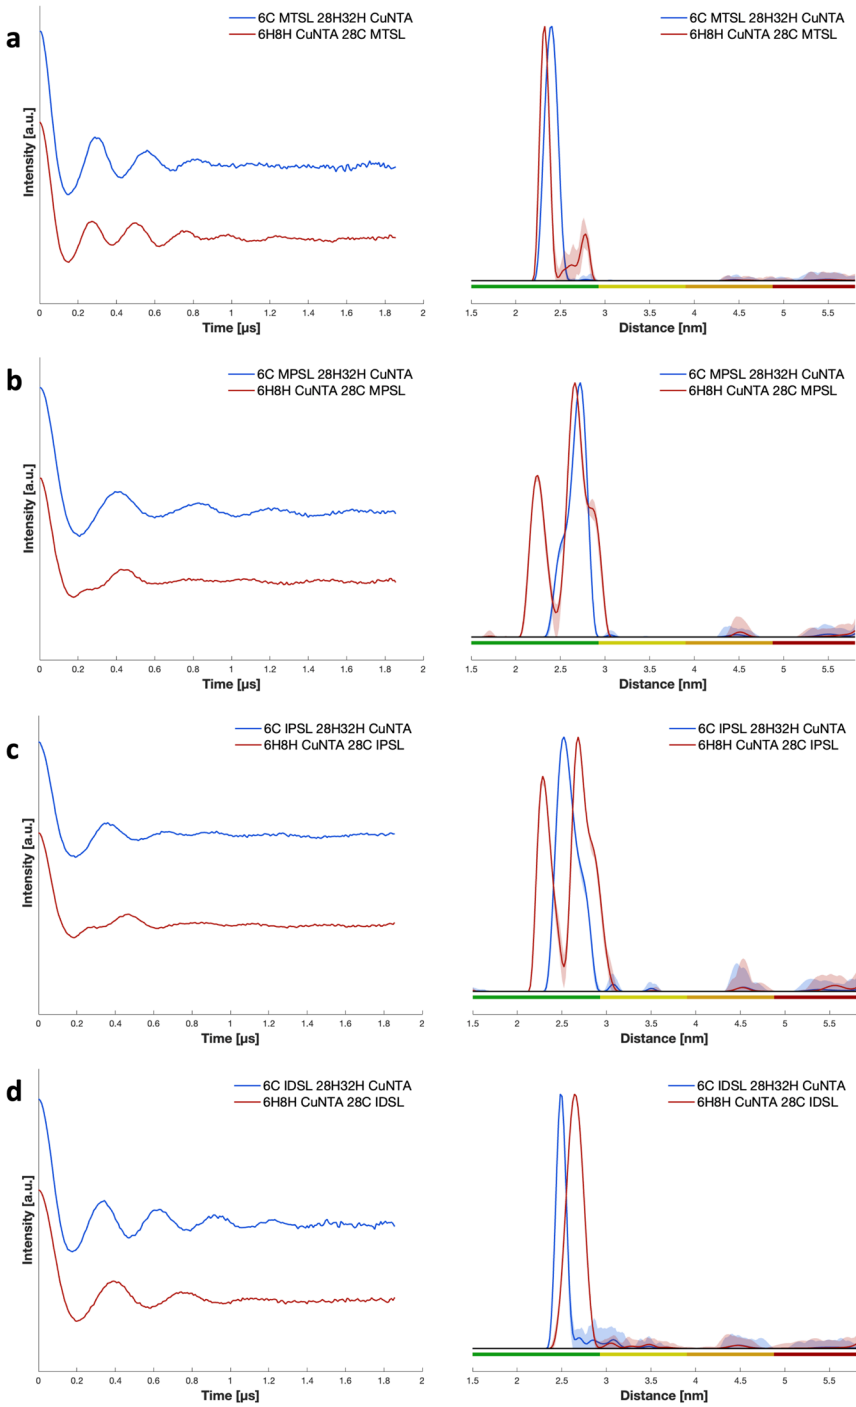 a
6C MTSL 28H32H CuNTA
6H8H CuNTA 28C MTSL
Intensity [a.u.]
0 0.2 0.4 0.6 0.8 1 1.2 1.4 1.6 1.8 2
Time [µs]
6C MTSL 28H32H CuNTA
6H8H CuNTA 28C MTSL
1.5 2 2.5 3 3.5 4 4.5 5 5.5
Distance [nm]
b
6C MPSL 28H32H CuNTA
6H8H CuNTA 28C MPSL
Intensity [a.u.]
0 0.2 0.4 0.6 0.8 1 1.2 1.4 1.6 1.8 2
Time [µs]
6C MPSL 28H32H CuNTA
6H8H CuNTA 28C MPSL
1.5 2 2.5 3 3.5 4 4.5 5 5.5
Distance [nm]
c
6C IPSL 28H32H CuNTA
6H8H CuNTA 28C IPSL
Intensity [a.u.]
0 0.2 0.4 0.6 0.8 1 1.2 1.4 1.6 1.8 2
Time [µs]
6C IPSL 28H32H CuNTA
6H8H CuNTA 28C IPSL
1.5 2 2.5 3 3.5 4 4.5 5 5.5
Distance [nm]
d
6C IDSL 28H32H CuNTA
6H8H CuNTA 28C IDSL
Intensity [a.u.]
0 0.2 0.4 0.6 0.8 1 1.2 1.4 1.6 1.8 2
Time [µs]
6C IDSL 28H32H CuNTA
6H8H CuNTA 28C IDSL
1.5 2 2.5 3 3.5 4 4.5 5 5.5
Distance [nm]